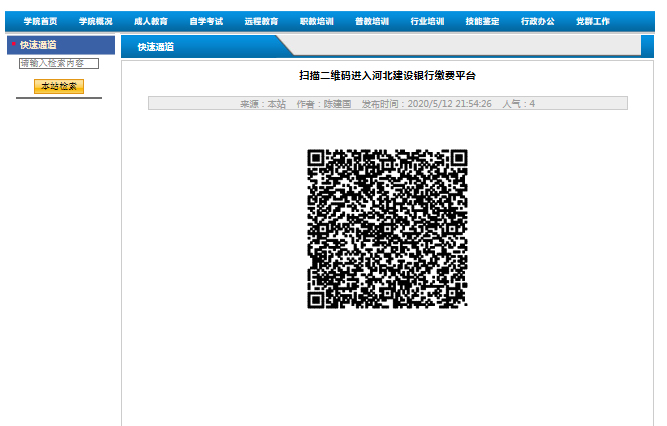 学院首页 学院概况 成人教育 自学考试 远程教育 职教培训 普教培训 行业培训 技能鉴定 行政办公 党群工作
快速通道
请输入检索内容
本站检索
快速通道
扫描二维码进入河北建设银行缴费平台
来源：本站 作者：陈建国 发布时间：2020/5/12 21:54:26 人气：4